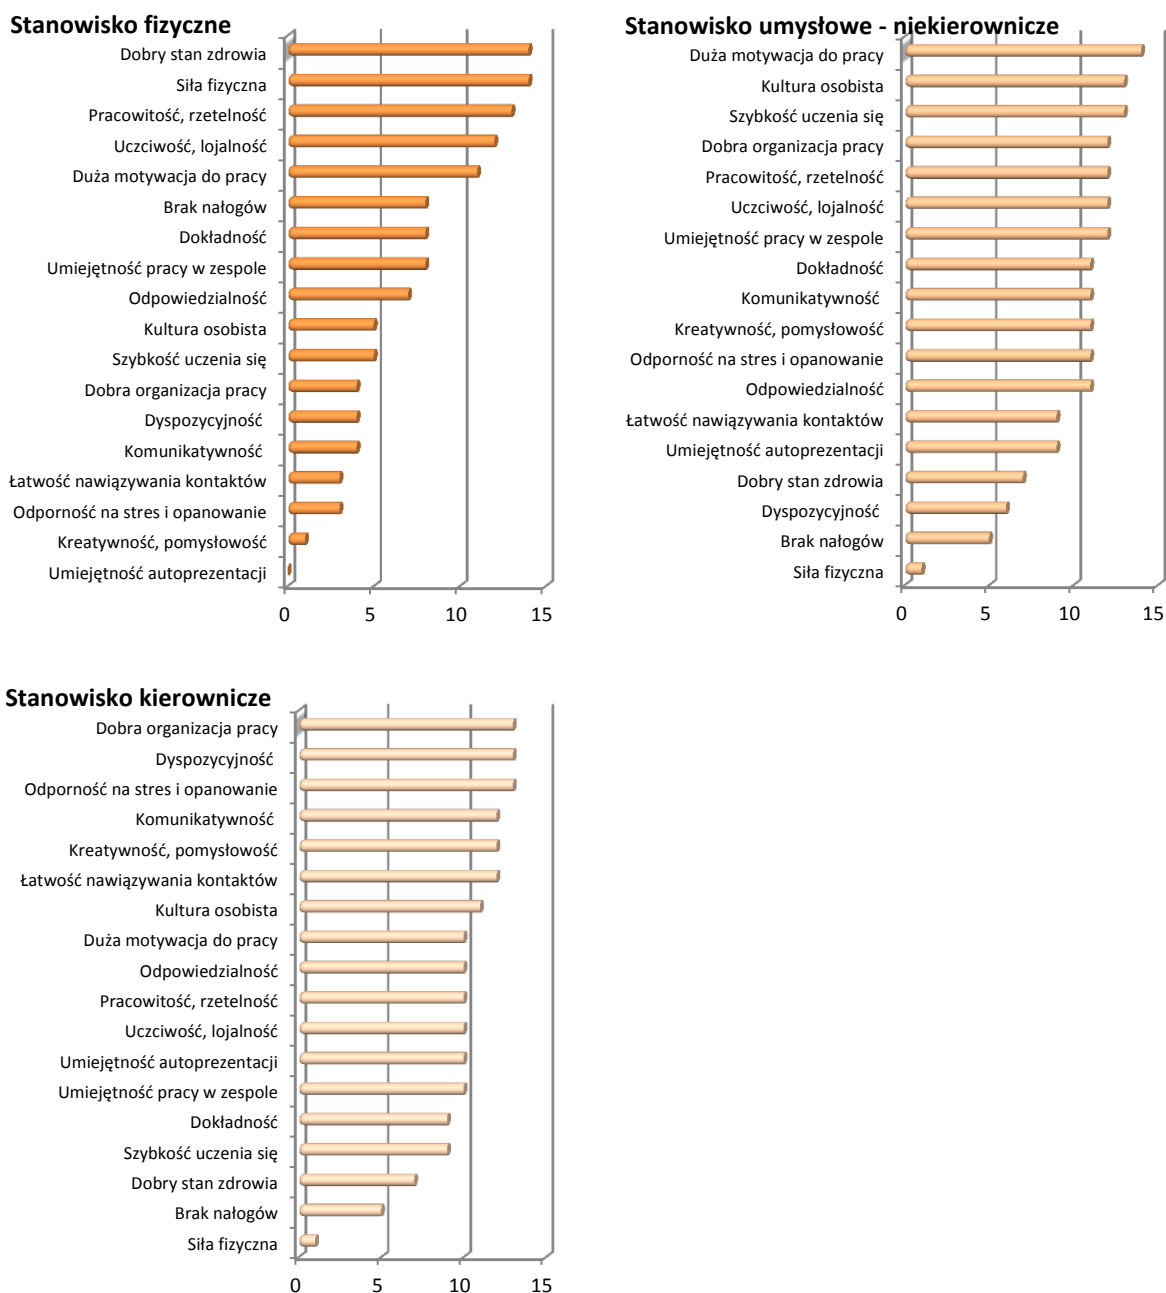 Stanowisko fizyczne
Dobry stan zdrowia
Siła fizyczna
Pracowitość, rzetelność
Uczciwość, lojalność
Duża motywacja do pracy
Brak nałogów
Dokładność
Umiejętność pracy w zespole
Odpowiedzialność
Kultura osobista
Szybkość uczenia się
Dobra organizacja pracy
Dyspozycyjność
Komunikatywność
Łatwość nawiązywania kontaktów
Odporność na stres i opanowanie
Kreatywność, pomysłowość
Umiejętność autoprezentacji
0 5 10 15
Stanowisko umysłowe - niekierownicze
Duża motywacja do pracy
Kultura osobista
Szybkość uczenia się
Dobra organizacja pracy
Pracowitość, rzetelność
Uczciwość, lojalność
Umiejętność pracy w zespole
Dokładność
Komunikatywność
Kreatywność, pomysłowość
Odporność na stres i opanowanie
Odpowiedzialność
Łatwość nawiązywania kontaktów
Umiejętność autoprezentacji
Dobry stan zdrowia
Dyspozycyjność
Brak nałogów
Siła fizyczna
0 5 10 15
Stanowisko kierownicze
Dobra organizacja pracy
Dyspozycyjność
Odporność na stres i opanowanie
Komunikatywność
Kreatywność, pomysłowość
Łatwość nawiązywania kontaktów
Kultura osobista
Duża motywacja do pracy
Odpowiedzialność
Pracowitość, rzetelność
Uczciwość, lojalność
Umiejętność autoprezentacji
Umiejętność pracy w zespole
Dokładność
Szybkość uczenia się
Dobry stan zdrowia
Brak nałogów
Siła fizyczna
0 5 10 15